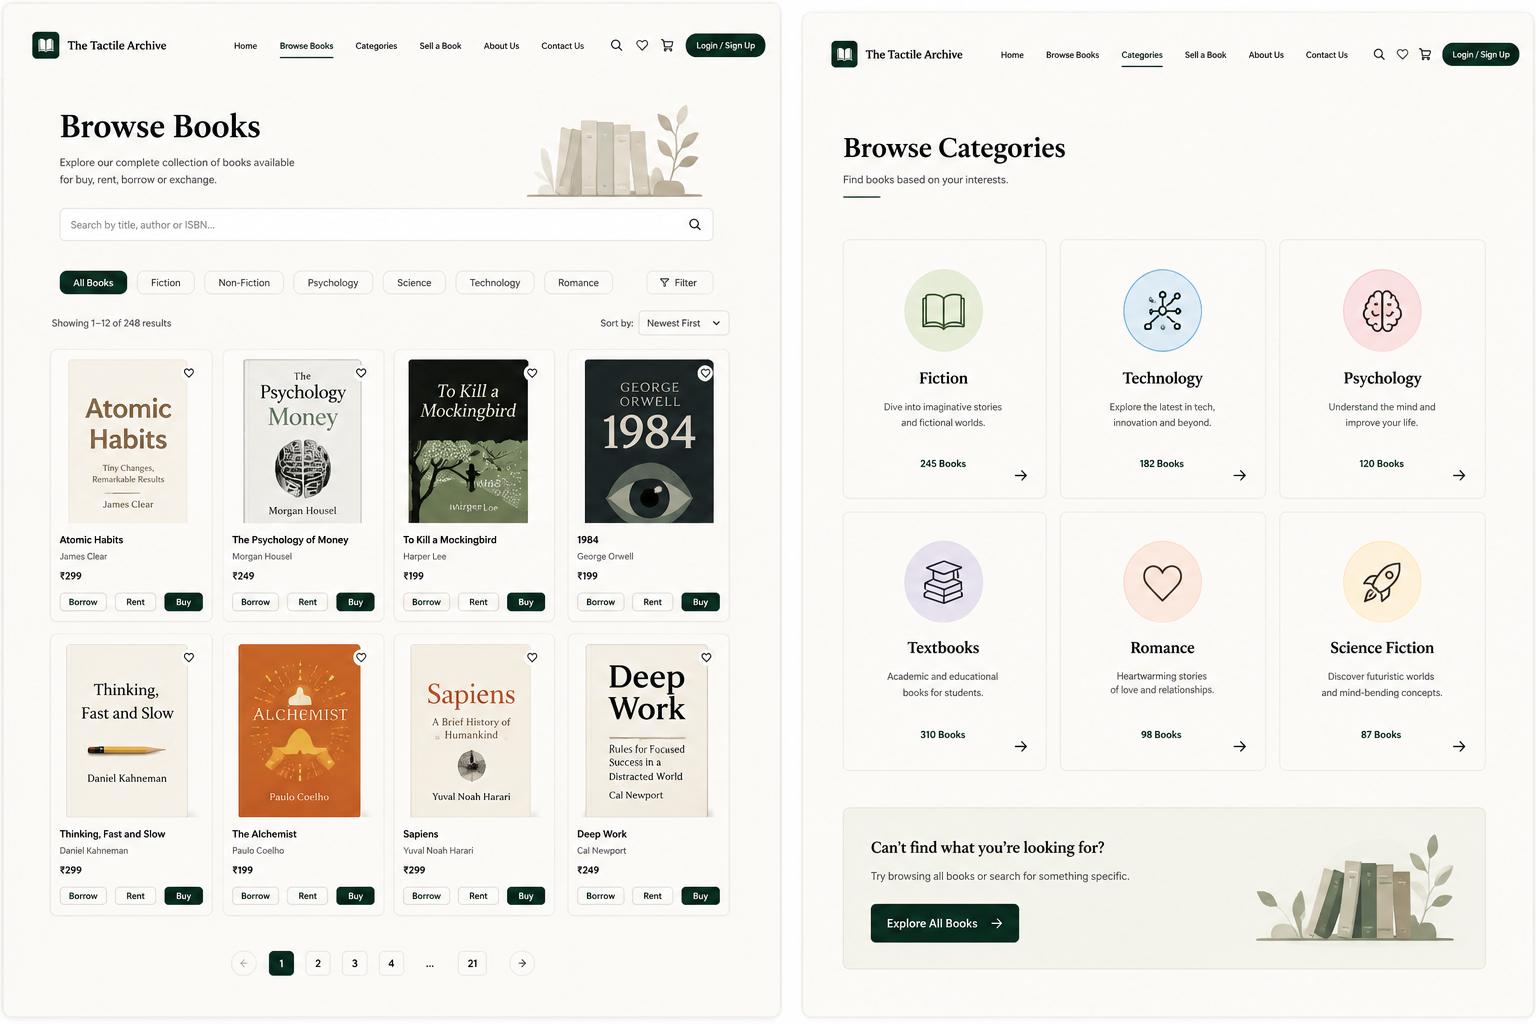 The Tactile Archive
Home Browse Books Categories Sell a Book About Us Contact Us Login / Sign Up
Browse Books
Explore our complete collection of books available
for buy, rent, borrow or exchange.
Search by title, author or ISBN...
All Books Fiction Non-Fiction Psychology Science Technology Romance Filter
Showing 1–12 of 248 results
Sort by: Newest First
Atomic
Habits
Tiny Changes,
Remarkable Results
James Clear
Atomic Habits
James Clear
₹299
Borrow Rent Buy
The
Psychology
Money
Morgan Housel
The Psychology of Money
Morgan Housel
₹249
Borrow Rent Buy
To Kill a
Mockingbird
To Kill a Mockingbird
Harper Lee
₹199
Borrow Rent Buy
GEORGE
ORWELL
1984
1984
George Orwell
₹199
Borrow Rent Buy
Thinking,
Fast and Slow
Daniel Kahneman
Thinking, Fast and Slow
Daniel Kahneman
₹299
Borrow Rent Buy
ALCHEMIST
Paulo Coelho
The Alchemist
Paulo Coelho
₹199
Borrow Rent Buy
Sapiens
A Brief History of
Humankind
Yuval Noah Harari
Sapiens
Yuval Noah Harari
₹299
Borrow Rent Buy
Deep
Work
Rules for Focused
Success in a
Distracted World
Cal Newport
Deep Work
Cal Newport
₹249
Borrow Rent Buy
1 2 3 4 ... 21
The Tactile Archive
Home Browse Books Categories Sell a Book About Us Contact Us Login / Sign Up
Browse Categories
Find books based on your interests.
Fiction
Dive into imaginative stories
and fictional worlds.
245 Books
Technology
Explore the latest in tech,
innovation and beyond.
182 Books
Psychology
Understand the mind and
improve your life.
120 Books
Textbooks
Academic and educational
books for students.
310 Books
Romance
Heartwarming stories
of love and relationships.
98 Books
Science Fiction
Discover futuristic worlds
and mind-bending concepts.
87 Books
Can’t find what you’re looking for?
Try browsing all books or search for something specific.
Explore All Books